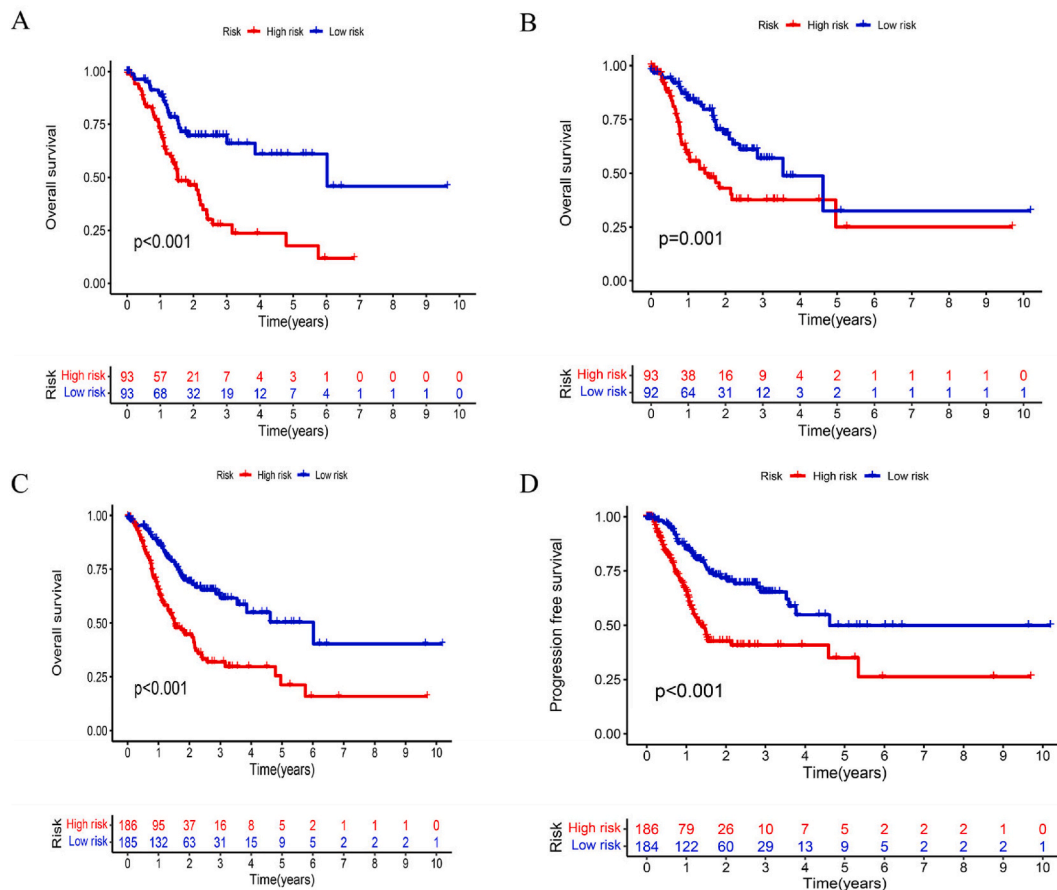 A
Risk High risk Low risk
1.00
0.75
0.50
0.25
0.00
Overall survival
p<0.001
0 1 2 3 4 5 6 7 8 9 10
Time(years)
Risk
High risk 93 57 21 7 4 3 1 0 0 0 0
Low risk 93 68 32 19 12 7 4 1 1 1 0
0 1 2 3 4 5 6 7 8 9 10
Time(years)
B
Risk High risk Low risk
1.00
0.75
0.50
0.25
0.00
Overall survival
p=0.001
0 1 2 3 4 5 6 7 8 9 10
Time(years)
Risk
High risk 93 38 16 9 4 2 1 1 1 1 0
Low risk 92 64 31 12 3 2 1 1 1 1 1
0 1 2 3 4 5 6 7 8 9 10
Time(years)
C
Risk High risk Low risk
1.00
0.75
0.50
0.25
0.00
Overall survival
p<0.001
0 1 2 3 4 5 6 7 8 9 10
Time(years)
Risk
High risk 186 95 37 16 8 5 2 1 1 1 0
Low risk 185 132 63 31 15 9 5 2 2 2 1
0 1 2 3 4 5 6 7 8 9 10
Time(years)
D
Risk High risk Low risk
1.00
0.75
0.50
0.25
0.00
Progression free survival
p<0.001
0 1 2 3 4 5 6 7 8 9 10
Time(years)
Risk
High risk 186 79 26 10 7 5 2 2 2 1 0
Low risk 184 122 60 29 13 9 5 2 2 2 1
0 1 2 3 4 5 6 7 8 9 10
Time(years)